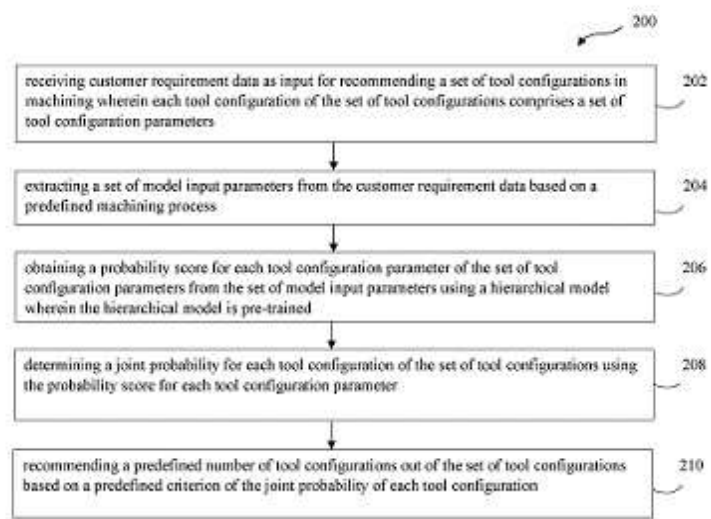 200
receiving customer requirement data as input for recommending a set of tool configurations in
machining wherein each tool configuration of the set of tool configurations comprises a set of
tool configuration parameters
202
extracting a set of model input parameters from the customer requirement data based on a
predefined machining process
204
obtaining a probability score for each tool configuration parameter of the set of tool
configuration parameters from the set of model input parameters using a hierarchical model
wherein the hierarchical model is pre-trained
206
determining a joint probability for each tool configuration of the set of tool configurations using
the probability score for each tool configuration parameter
208
recommending a predefined number of tool configurations out of the set of tool configurations
based on a predefined criterion of the joint probability of each tool configuration
210